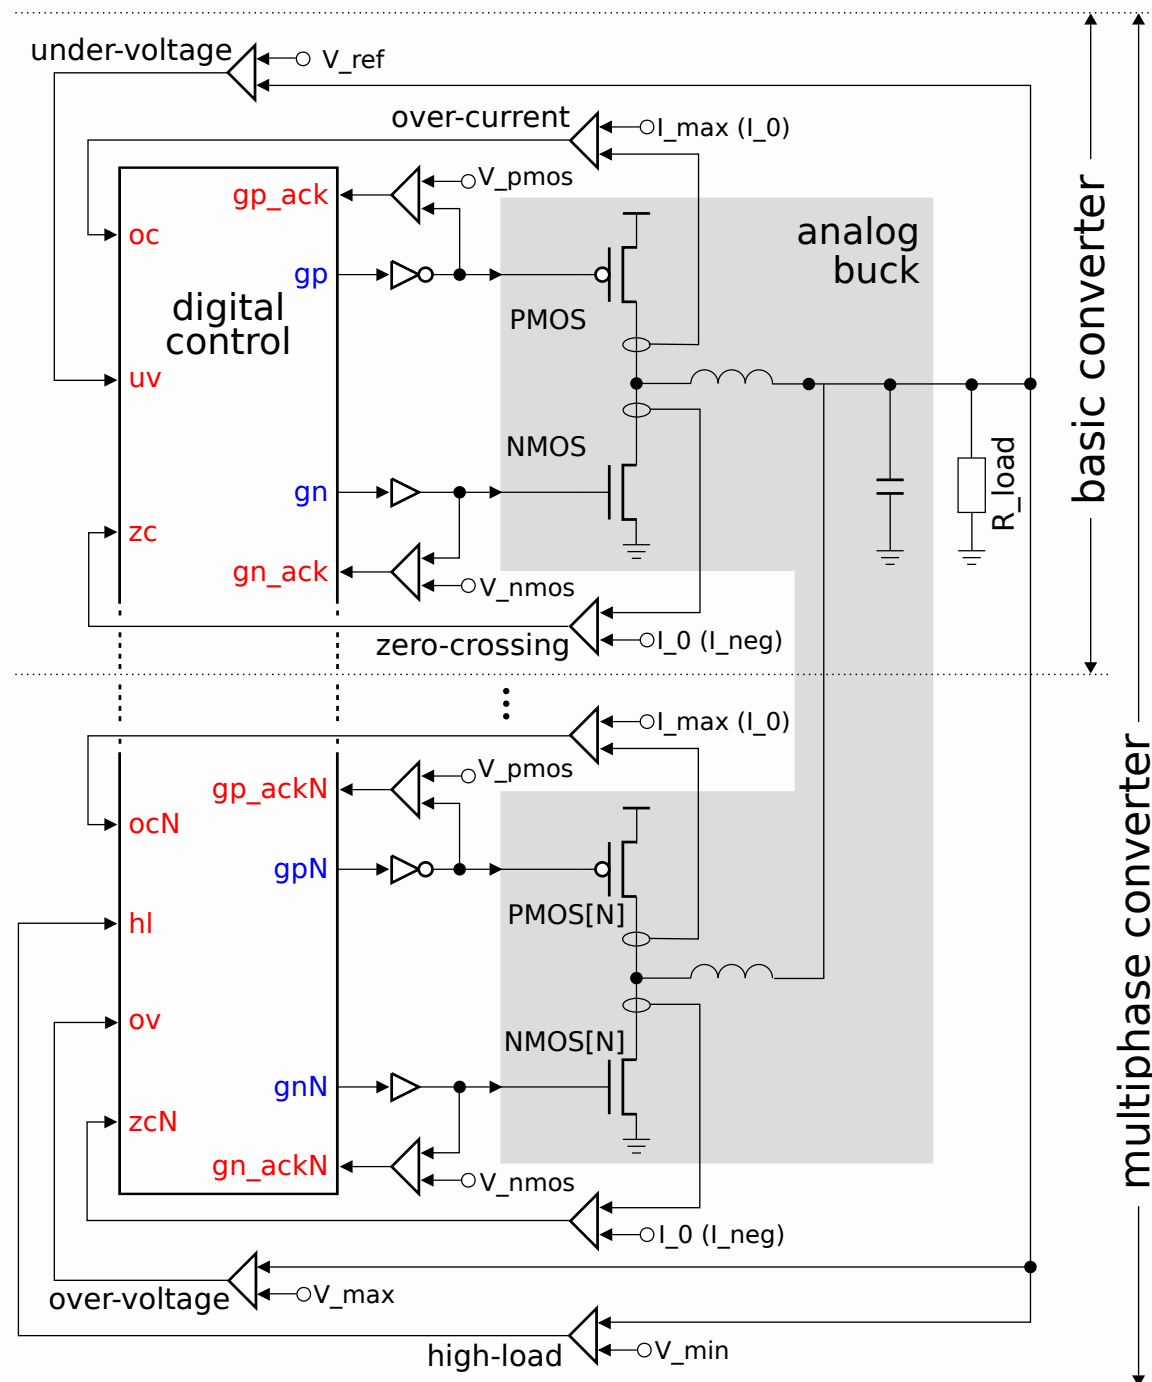 under-voltage
V_ref
over-current
I_max (I_0)
gp_ack
V_pmos
analog
buck
oc
gp
digital
control
PMOS
uv
NMOS
gn
zc
R_load
gn_ack
V_nmos
zero-crossing
I_0 (I_neg)
basic converter
I_max (I_0)
gp_ackN
V_pmos
ocN
gpN
PMOS[N]
hl
ov
NMOS[N]
gnN
zcN
gn_ackN
V_nmos
I_0 (I_neg)
over-voltage
V_max
high-load
V_min
multiphase converter